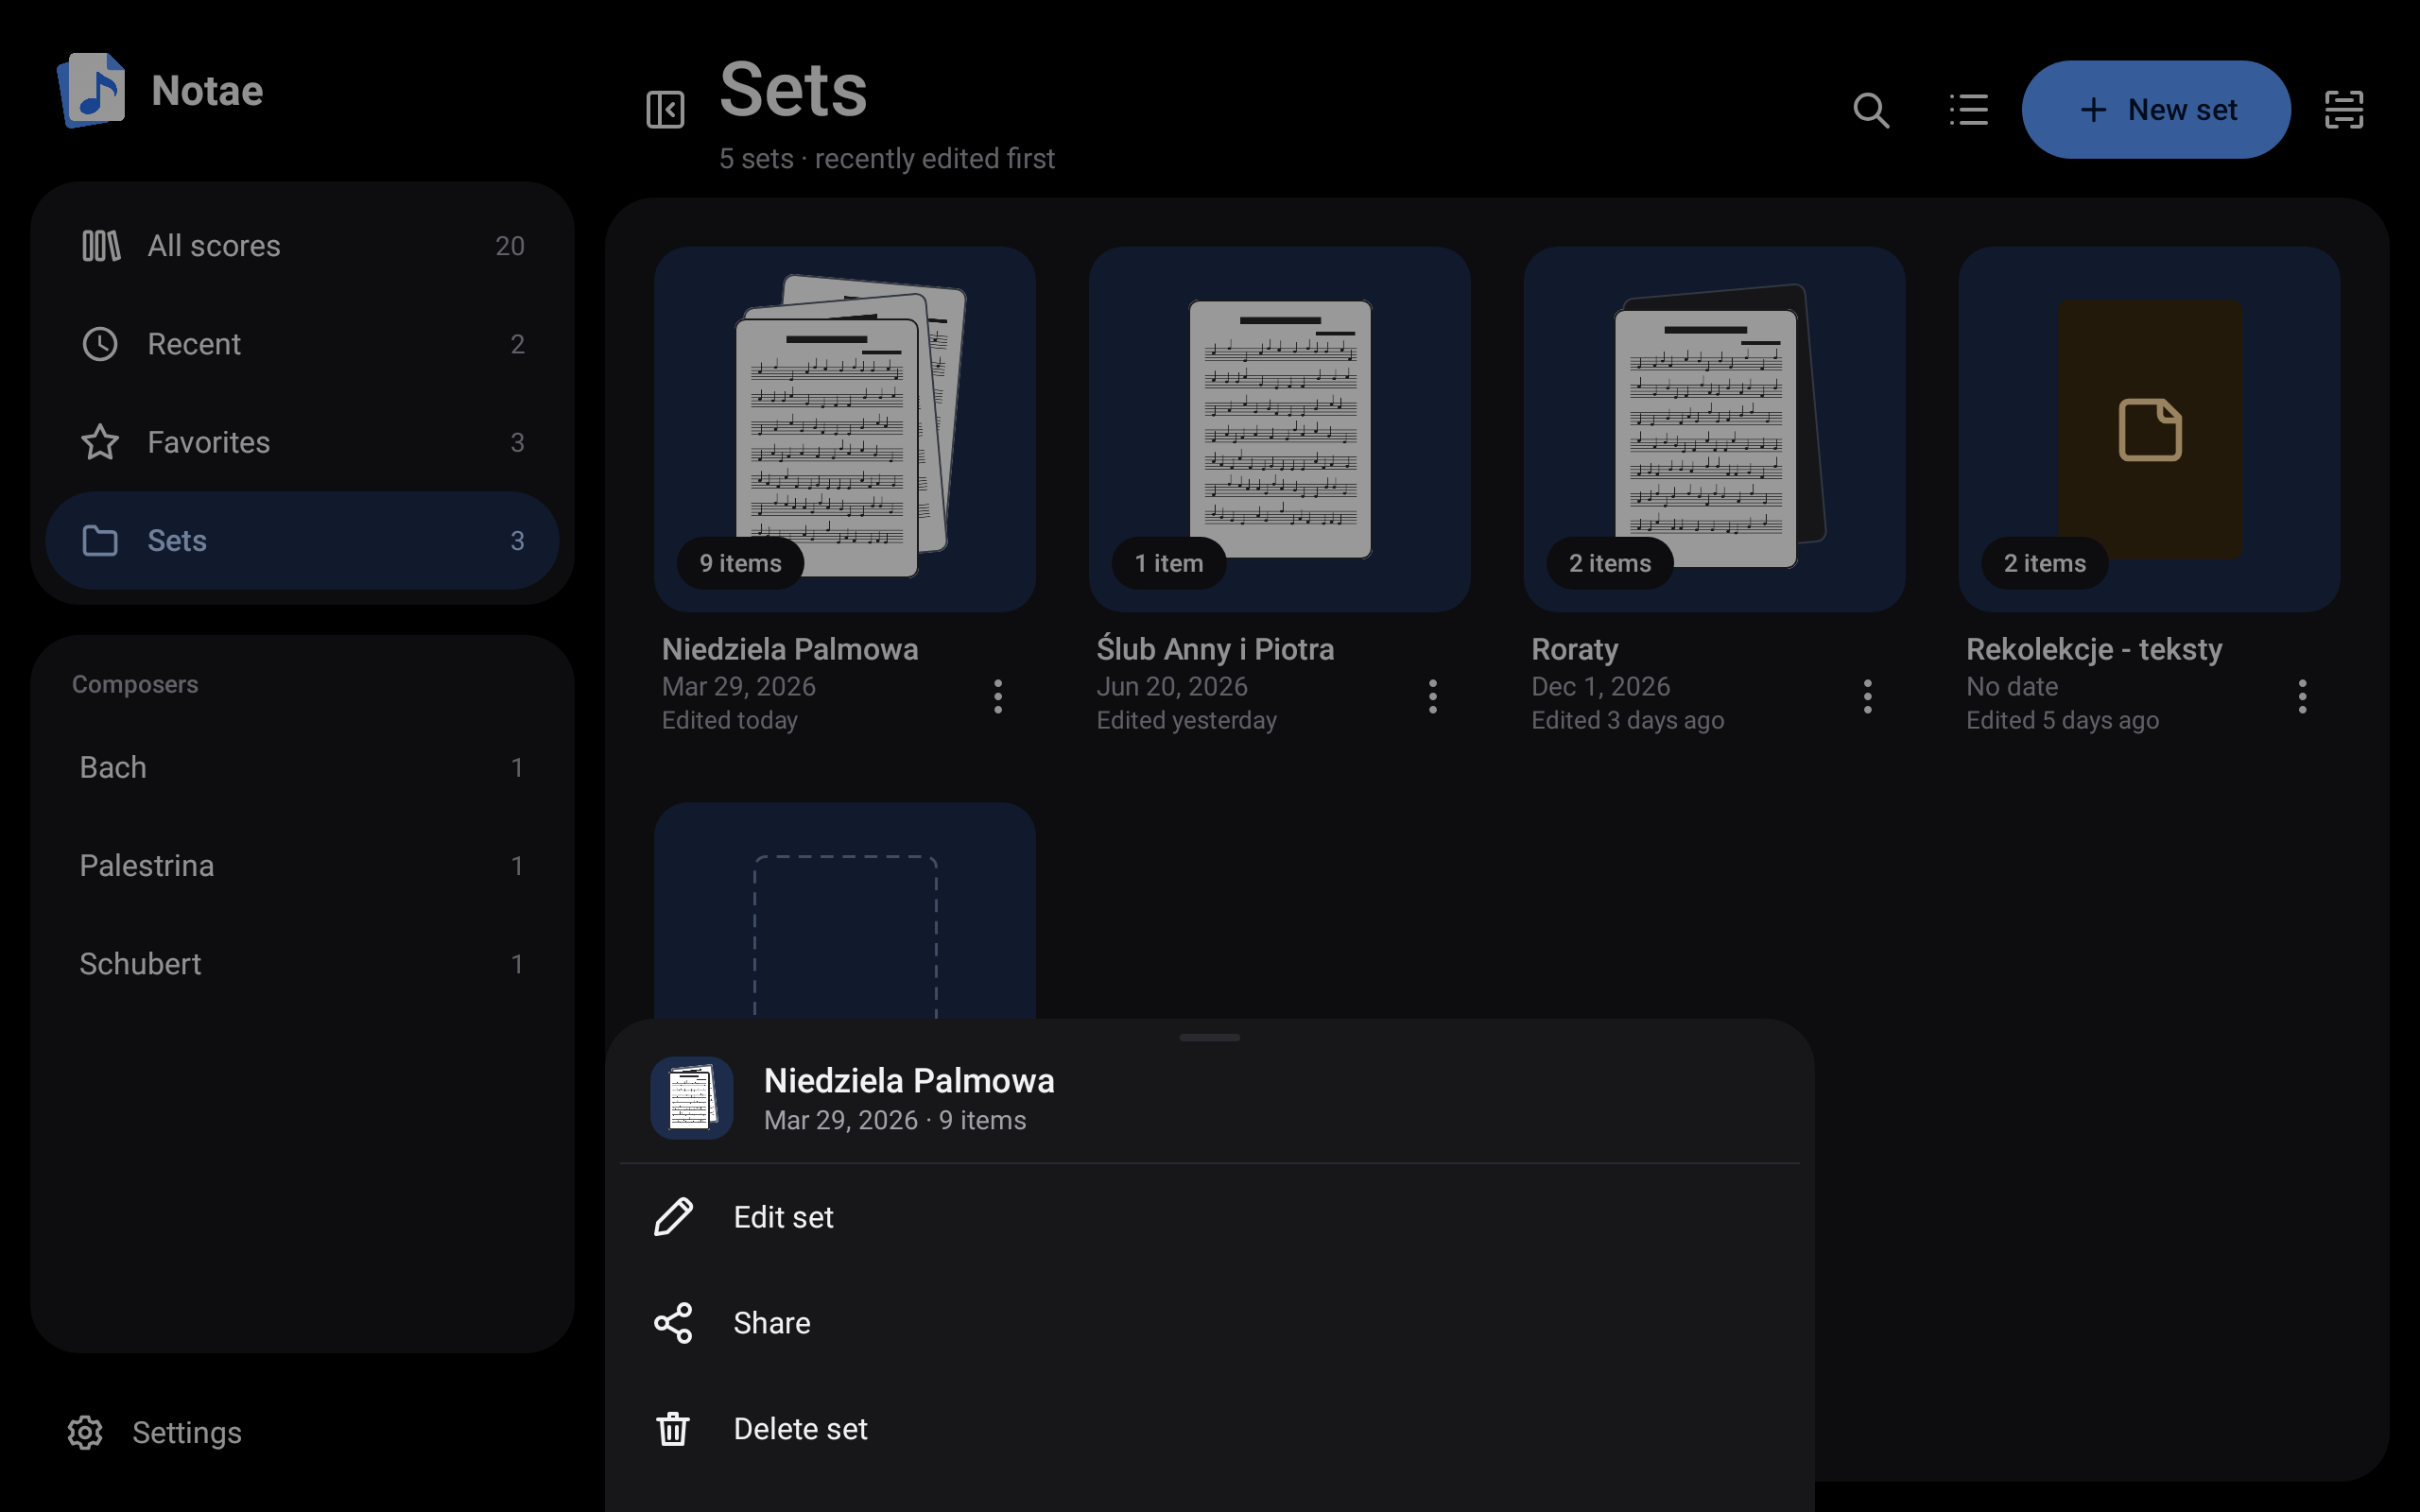 Notae
All scores 20
Recent 2
Favorites 3
Sets 3
Composers
Bach 1
Palestrina 1
Schubert 1
Settings
Sets
5 sets · recently edited first
New set
9 items
Niedziela Palmowa
Mar 29, 2026
Edited today
1 item
Ślub Anny i Piotra
Jun 20, 2026
Edited yesterday
2 items
Roraty
Dec 1, 2026
Edited 3 days ago
2 items
Rekolekcje - teksty
No date
Edited 5 days ago
Niedziela Palmowa
Mar 29, 2026 · 9 items
Edit set
Share
Delete set